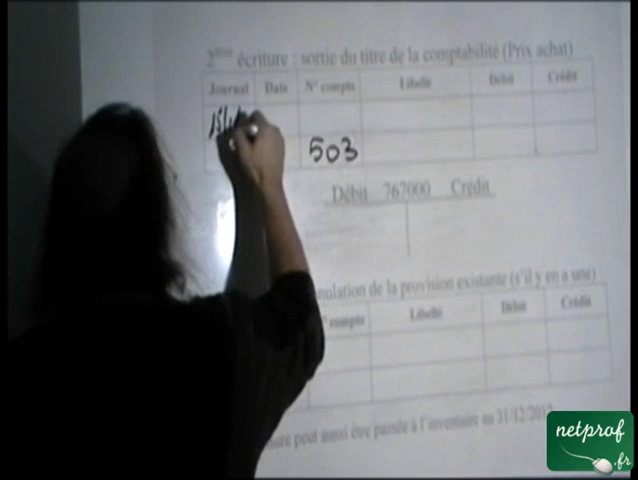 2ème écriture : sortie du titre de la comptabilité (Prix achat)
Journal Date N° compte Libellé Débit Crédit
503
Débit 767000 Crédit
nulation de la provision existante (s'il y en a une)
° compte Libellé Débit Crédit
ture peut aussi être passée à l'inventaire au 31/12/201
netprof
.fr